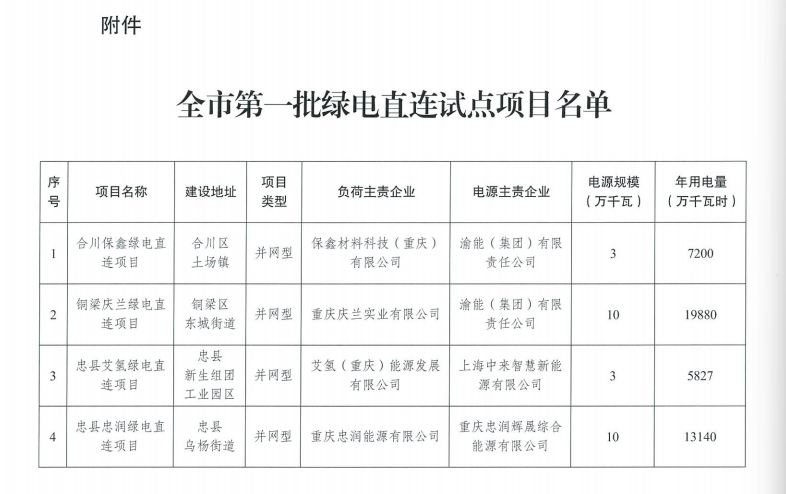 附件
全市第一批绿电直连试点项目名单
序号 项目名称 建设地址 项目类型 负荷主责企业 电源主责企业 电源规模（万千瓦） 年用电量（万千瓦时）
1 合川保鑫绿电直连项目 合川区土场镇 并网型 保鑫材料科技（重庆）有限公司 渝能（集团）有限责任公司 3 7200
2 铜梁庆兰绿电直连项目 铜梁区东城街道 并网型 重庆庆兰实业有限公司 渝能（集团）有限责任公司 10 19880
3 忠县艾氢绿电直连项目 忠县新生组团工业园区 并网型 艾氢（重庆）能源发展有限公司 上海中来智慧新能源有限公司 3 5827
4 忠县忠润绿电直连项目 忠县乌杨街道 并网型 重庆忠润能源有限公司 重庆忠润辉晟综合能源有限公司 10 13140